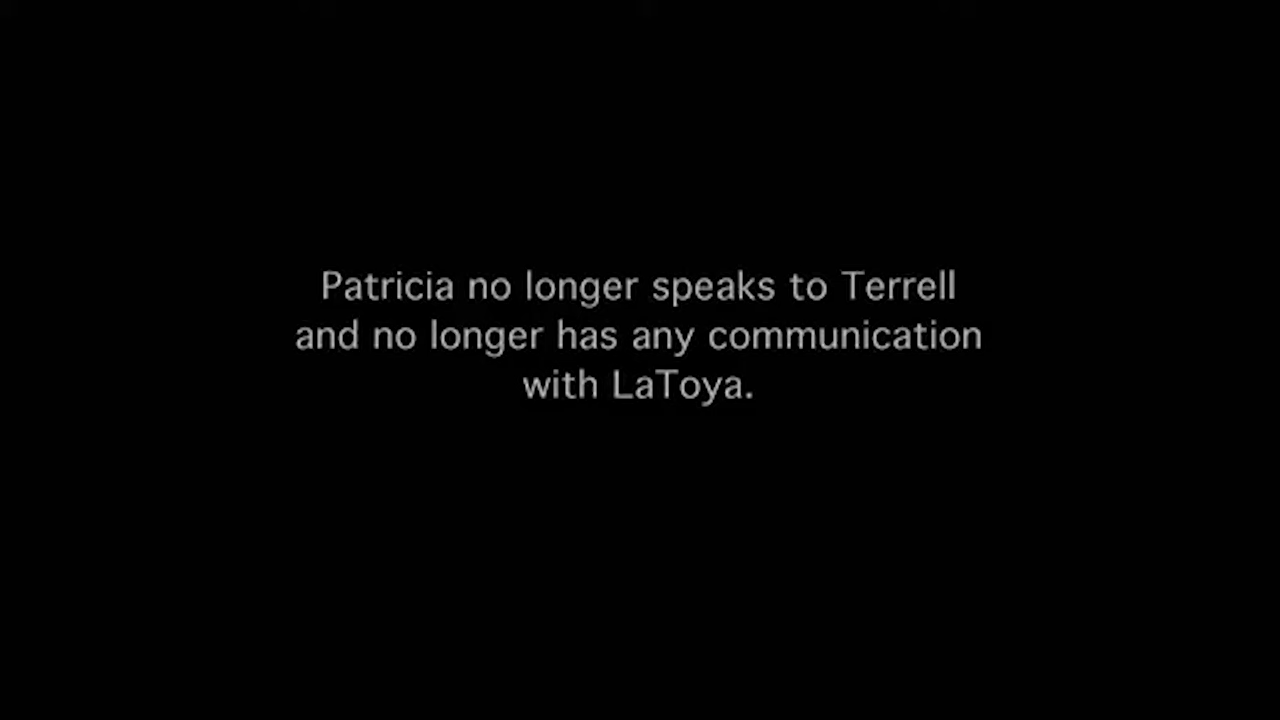 Patricia no longer speaks to Terrell
and no longer has any communication
with LaToya.